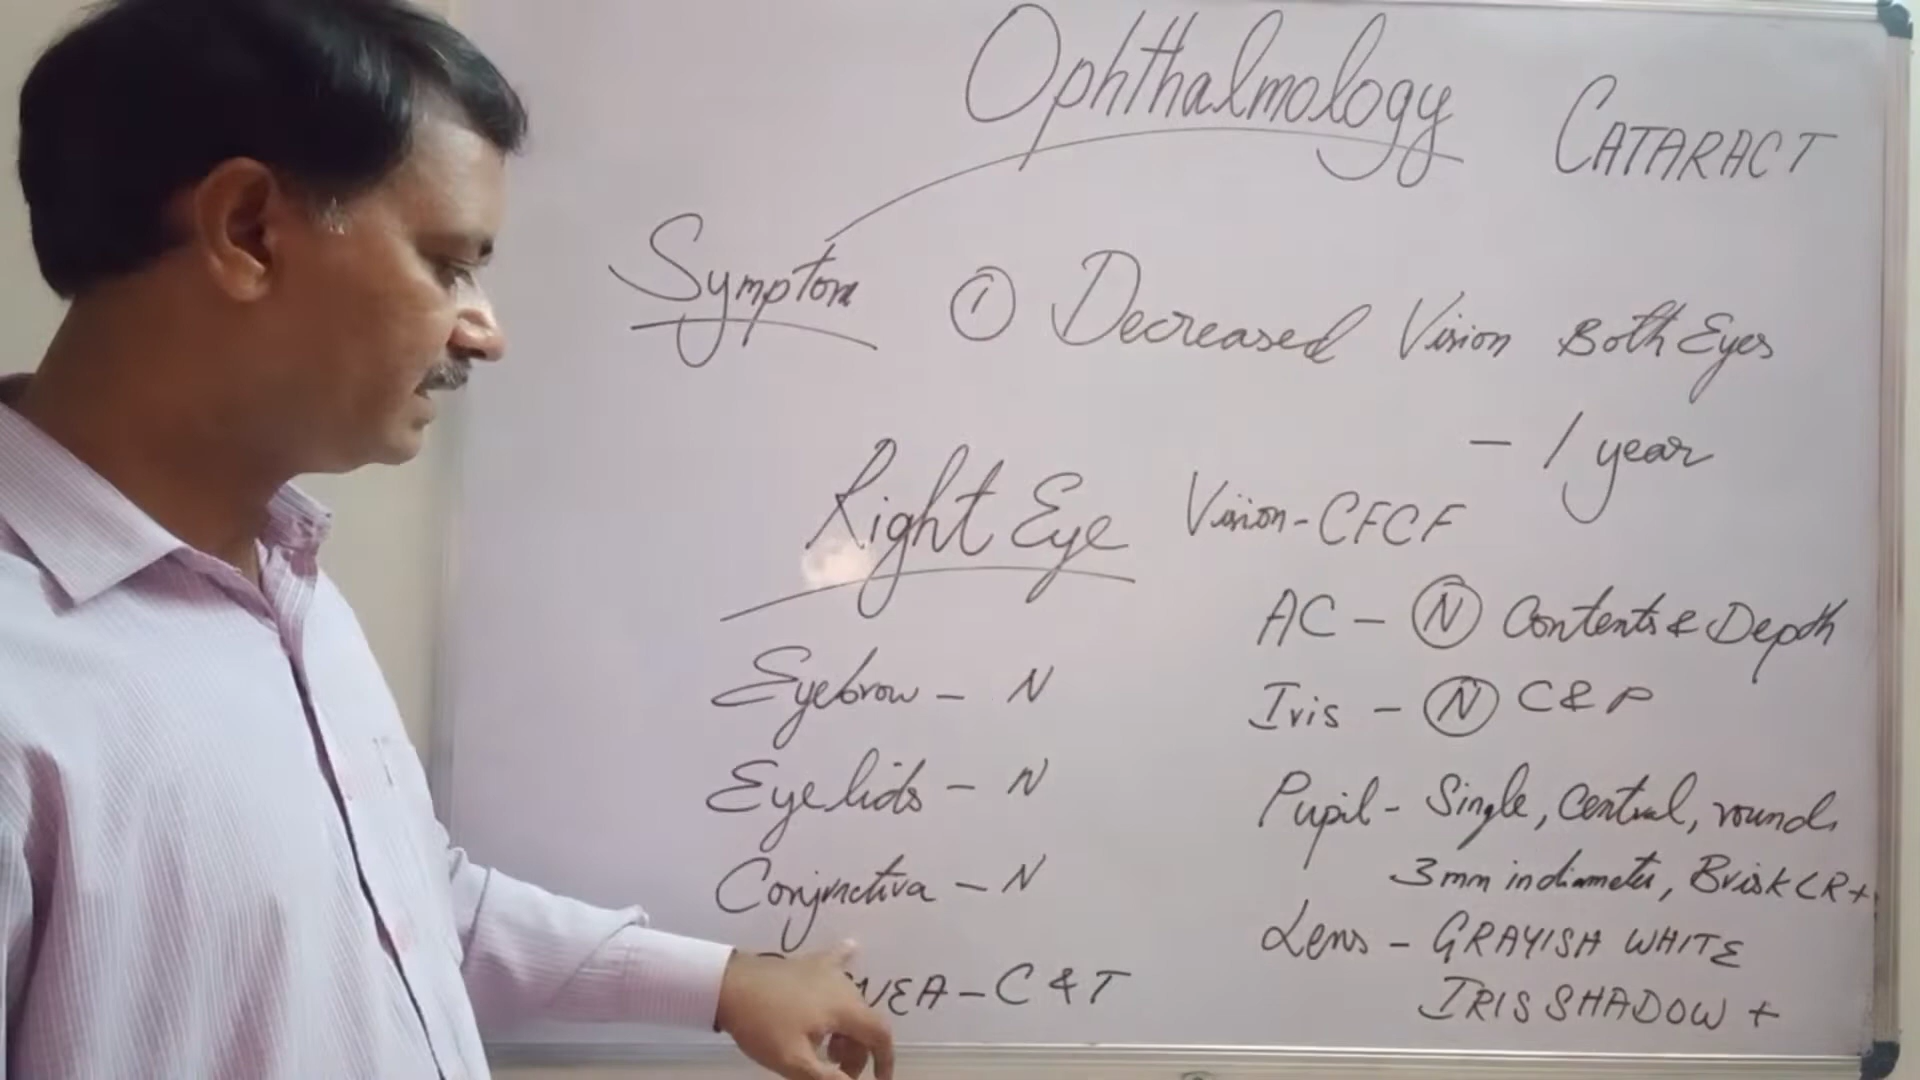 Ophthalmology CATARACT
Symptom ① Decreased Vision Both Eyes
- 1 year
Right Eye Vision - CFCF
Eyebrow - N
Eyelids - N
Conjunctiva - N
C & T
AC - Ⓝ Contents & Depth
Iris - Ⓝ C & P
Pupil - Single, Central, round,
3mm in diameter, Brisk LR +
Lens - GRAYISH WHITE
IRIS SHADOW +